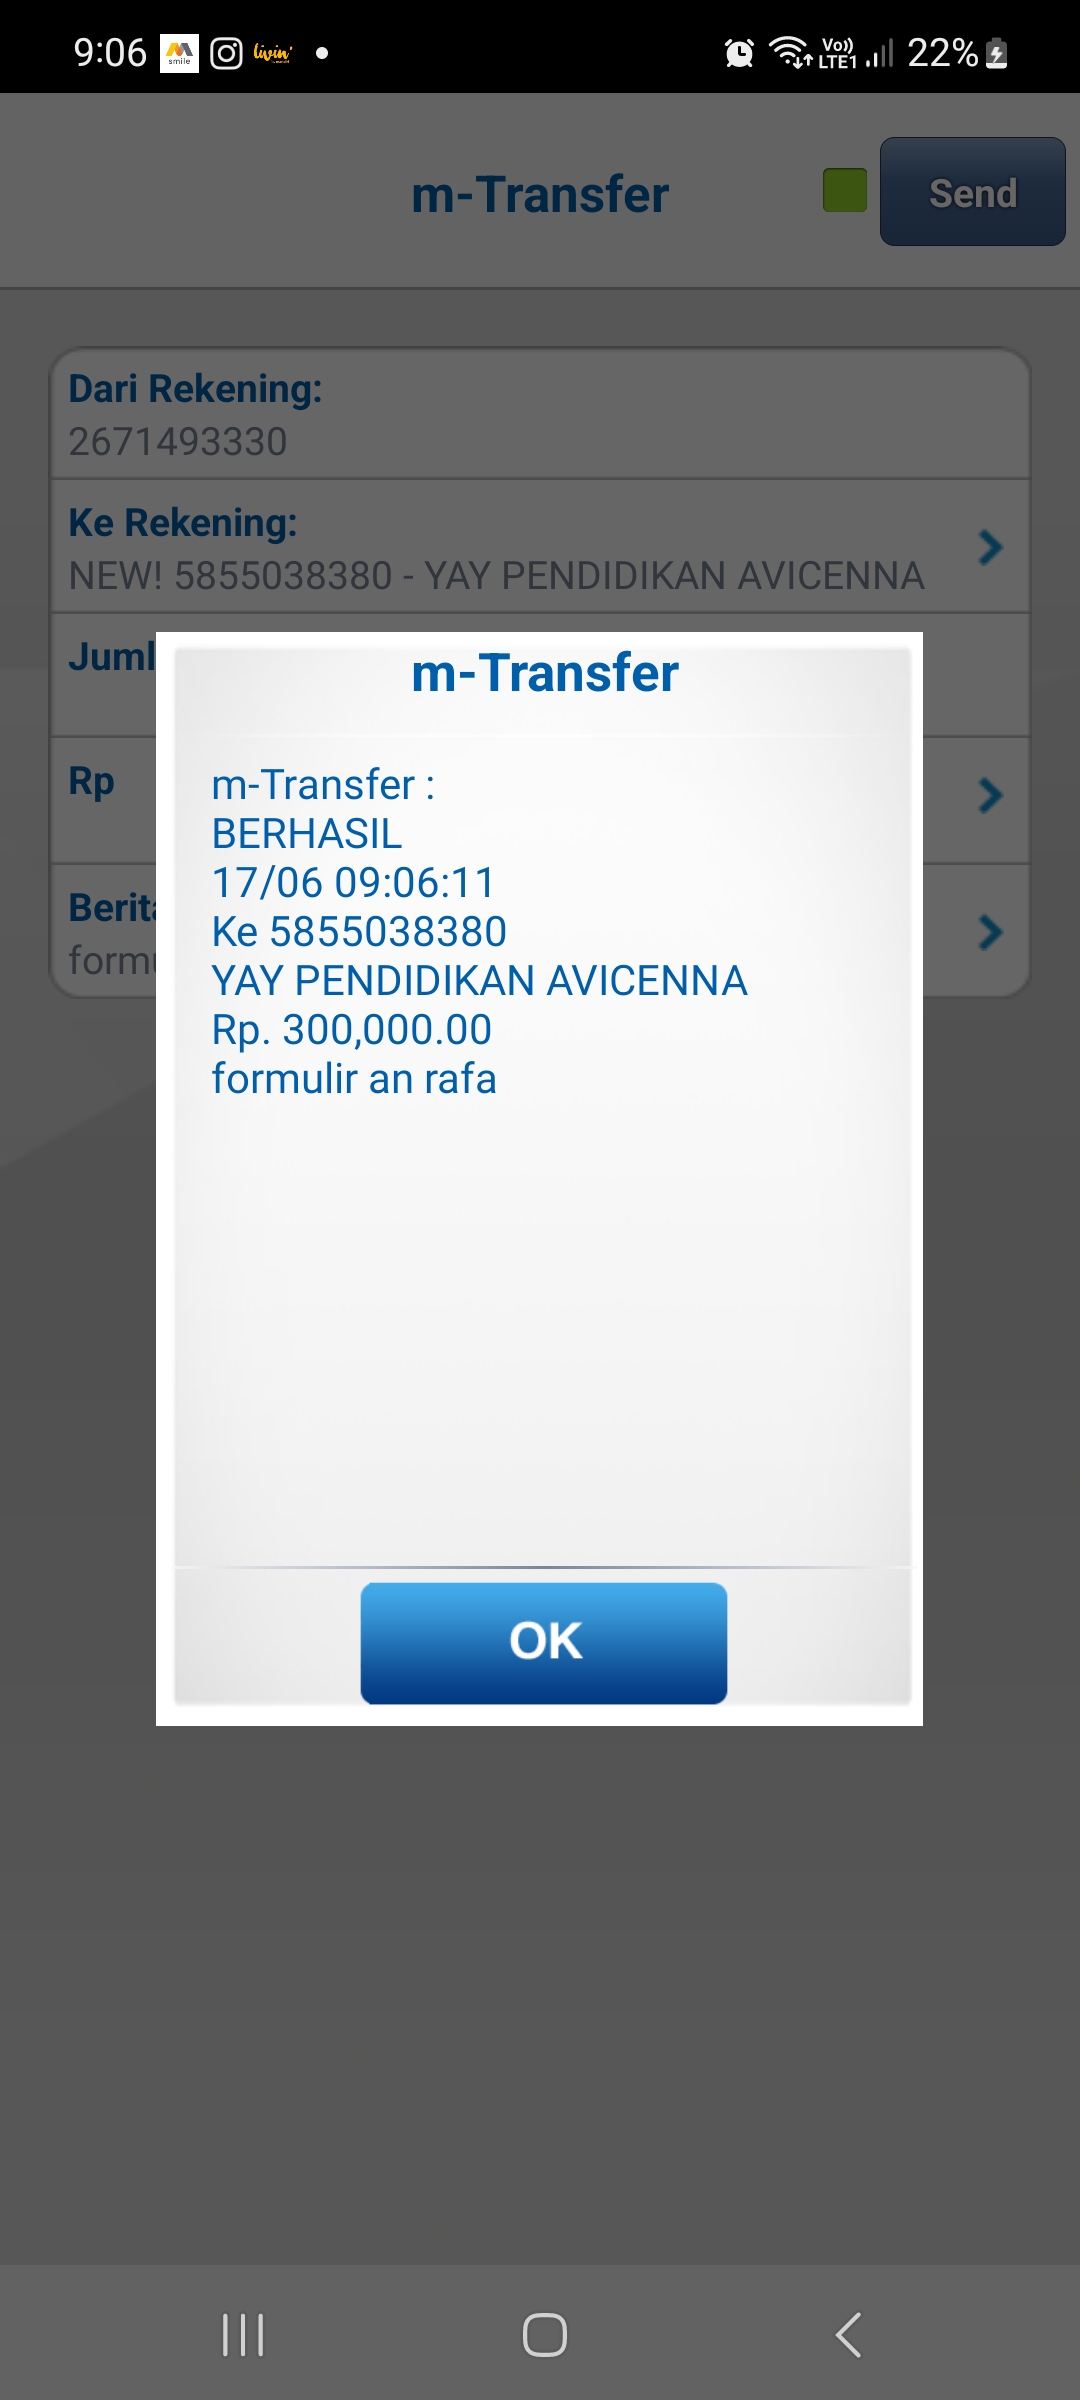 9:06 smile livin' Vo)) LTE1 22%
m-Transfer
Send
Dari Rekening:
2671493330
Ke Rekening:
NEW! 5855038380 - YAY PENDIDIKAN AVICENNA
Juml
Rp
Berita
formu
m-Transfer
m-Transfer :
BERHASIL
17/06 09:06:11
Ke 5855038380
YAY PENDIDIKAN AVICENNA
Rp. 300,000.00
formulir an rafa
OK